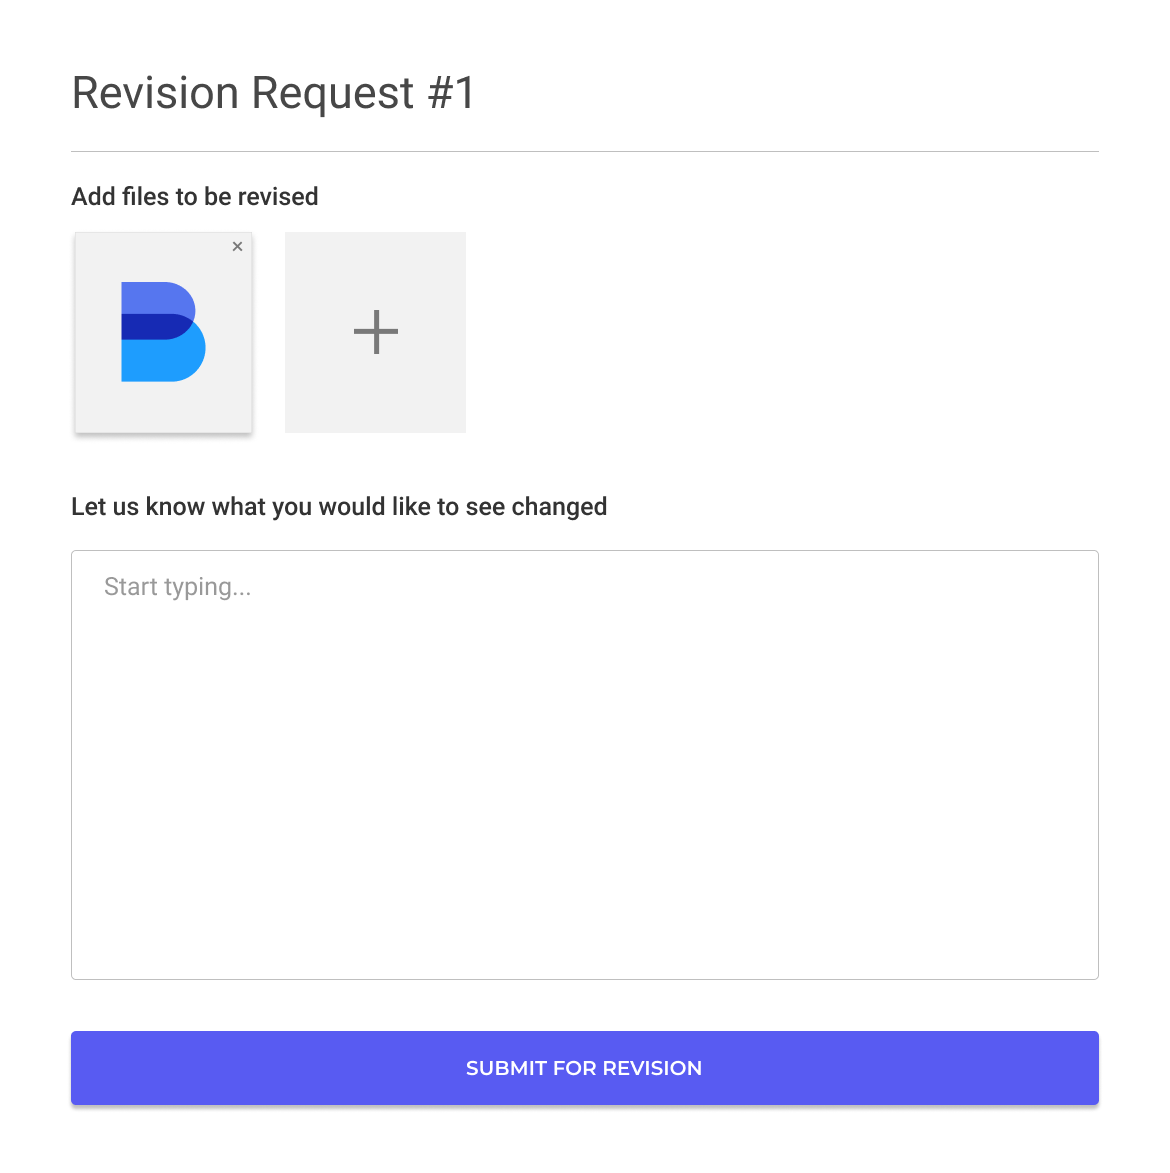 Revision Request #1
Add files to be revised
Let us know what you would like to see changed
Start typing...
SUBMIT FOR REVISION